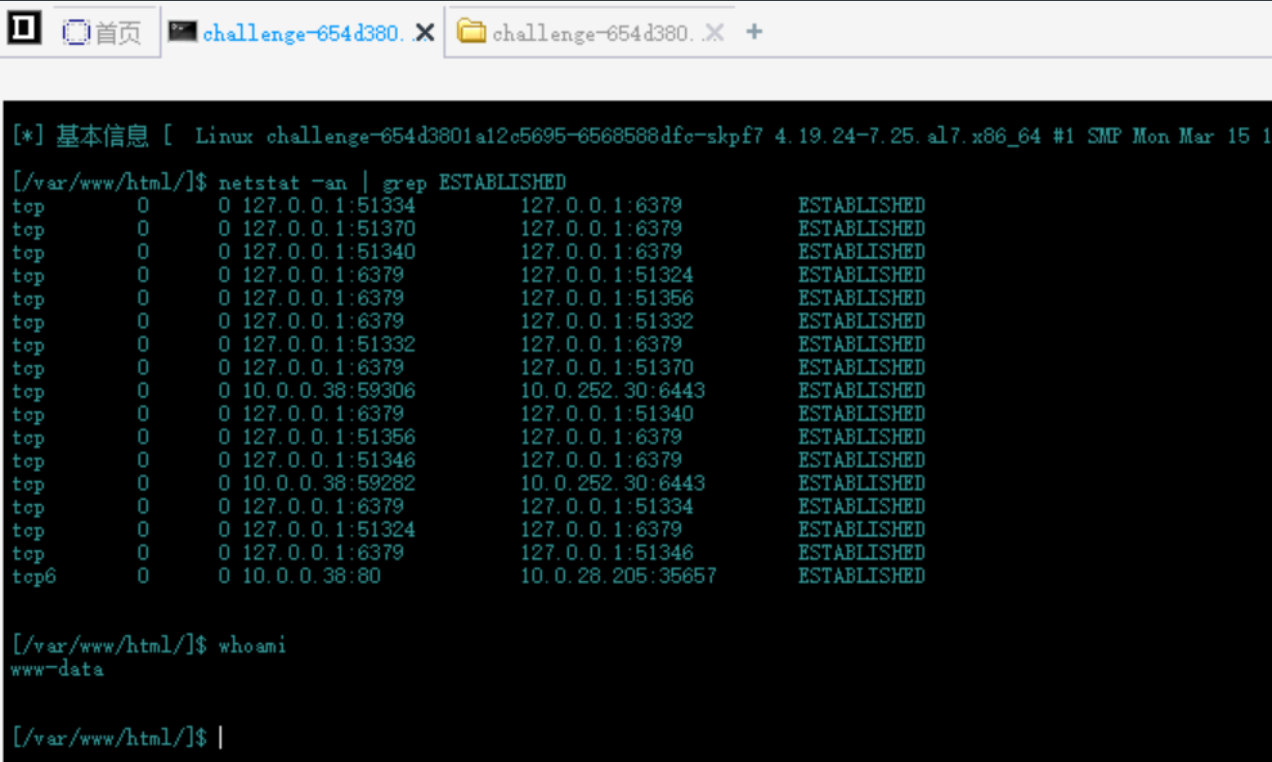 首页 challenge-654d380. . challenge-654d380. .
[*] 基本信息 [ Linux challenge-654d3801a12c5695-6568588dfc-skpf7 4.19.24-7.25.al7.x86_64 #1 SMP Mon Mar 15 1
[/var/www/html/]$ netstat -an | grep ESTABLISHED
tcp 0 0 127.0.0.1:51334 127.0.0.1:6379 ESTABLISHED
tcp 0 0 127.0.0.1:51370 127.0.0.1:6379 ESTABLISHED
tcp 0 0 127.0.0.1:51340 127.0.0.1:6379 ESTABLISHED
tcp 0 0 127.0.0.1:6379 127.0.0.1:51324 ESTABLISHED
tcp 0 0 127.0.0.1:6379 127.0.0.1:51356 ESTABLISHED
tcp 0 0 127.0.0.1:6379 127.0.0.1:51332 ESTABLISHED
tcp 0 0 127.0.0.1:51332 127.0.0.1:6379 ESTABLISHED
tcp 0 0 127.0.0.1:6379 127.0.0.1:51370 ESTABLISHED
tcp 0 0 10.0.0.38:59306 10.0.252.30:6443 ESTABLISHED
tcp 0 0 127.0.0.1:6379 127.0.0.1:51340 ESTABLISHED
tcp 0 0 127.0.0.1:51356 127.0.0.1:6379 ESTABLISHED
tcp 0 0 127.0.0.1:51346 127.0.0.1:6379 ESTABLISHED
tcp 0 0 10.0.0.38:59282 10.0.252.30:6443 ESTABLISHED
tcp 0 0 127.0.0.1:6379 127.0.0.1:51334 ESTABLISHED
tcp 0 0 127.0.0.1:51324 127.0.0.1:6379 ESTABLISHED
tcp 0 0 127.0.0.1:6379 127.0.0.1:51346 ESTABLISHED
tcp6 0 0 10.0.0.38:80 10.0.28.205:35657 ESTABLISHED
[/var/www/html/]$ whoami
www-data
[/var/www/html/]$